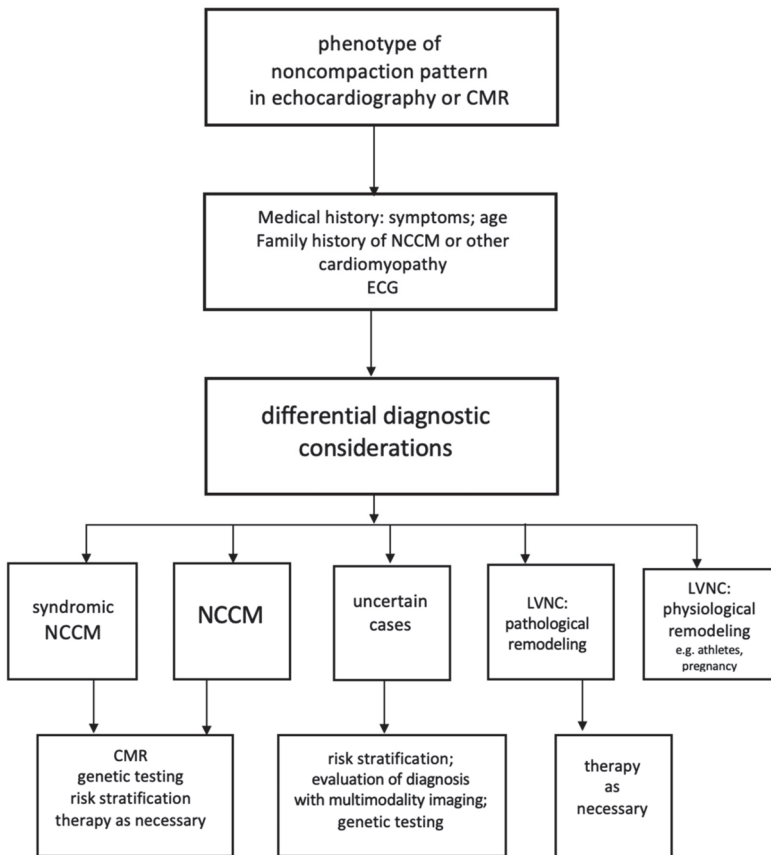 phenotype of
noncompaction pattern
in echocardiography or CMR
Medical history: symptoms; age
Family history of NCCM or other
cardiomyopathy
ECG
differential diagnostic
considerations
syndromic
NCCM
NCCM
uncertain
cases
LVNC:
pathological
remodeling
LVNC:
physiological
remodeling
e.g. athletes,
pregnancy
CMR
genetic testing
risk stratification
therapy as necessary
risk stratification;
evaluation of diagnosis
with multimodality imaging;
genetic testing
therapy
as
necessary